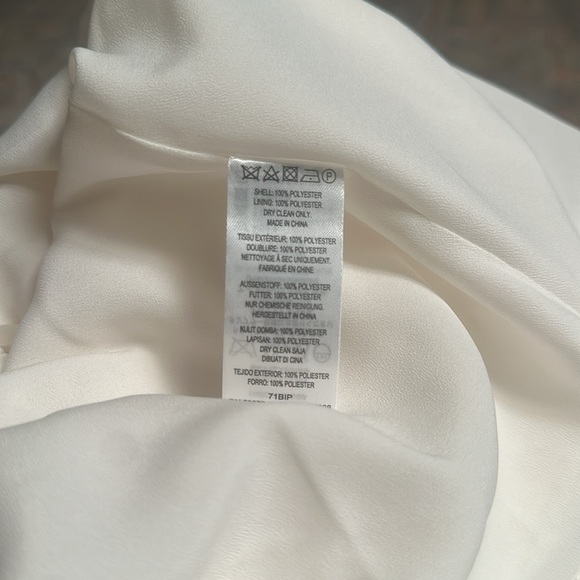 SHELL: 100% POLYESTER
LINING: 100% POLYESTER
DRY CLEAN ONLY
MADE IN CHINA
TISSU EXTÉRIEUR: 100% POLYESTER
DOUBLURE: 100% POLYESTER
NETTOYAGE À SEC UNIQUEMENT.
FABRIQUÉ EN CHINE
AUSSENSTOFF: 100% POLYESTER
FUTTER: 100% POLYESTER
NUR CHEMISCHE REINIGUNG
HERGESTELLT IN CHINA
KULIT DOMBA: 100% POLYESTER
LAPISAN: 100% POLYESTER
DRY CLEAN SAJA
DIBUAT DI CINA
TEJIDO EXTERIOR: 100% POLIESTER
FORRO: 100% POLIESTER
71BIP